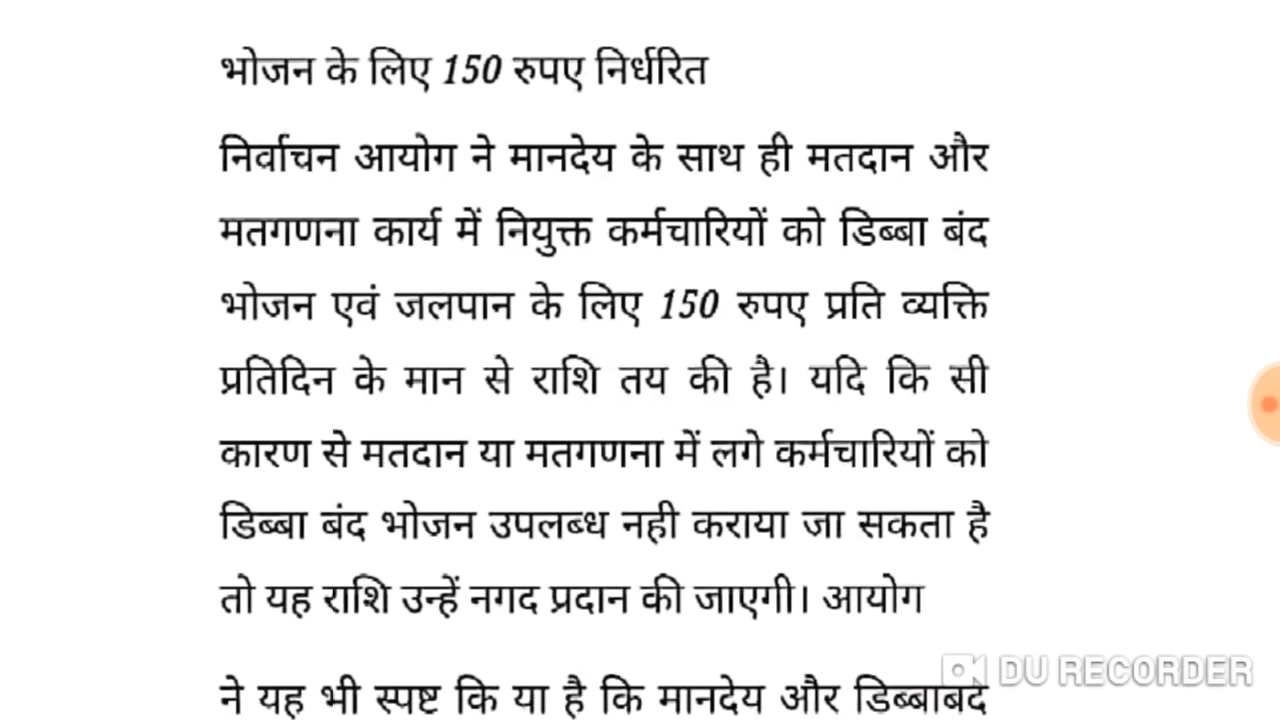 भोजन के लिए 150 रुपए निर्धरित
निर्वाचन आयोग ने मानदेय के साथ ही मतदान और
मतगणना कार्य में नियुक्त कर्मचारियों को डिब्बा बंद
भोजन एवं जलपान के लिए 150 रुपए प्रति व्यक्ति
प्रतिदिन के मान से राशि तय की है। यदि कि सी
कारण से मतदान या मतगणना में लगे कर्मचारियों को
डिब्बा बंद भोजन उपलब्ध नही कराया जा सकता है
तो यह राशि उन्हें नगद प्रदान की जाएगी। आयोग
DU RECORDER
ने यह भी स्पष्ट कि या है कि मानदेय और डिब्बाबंद